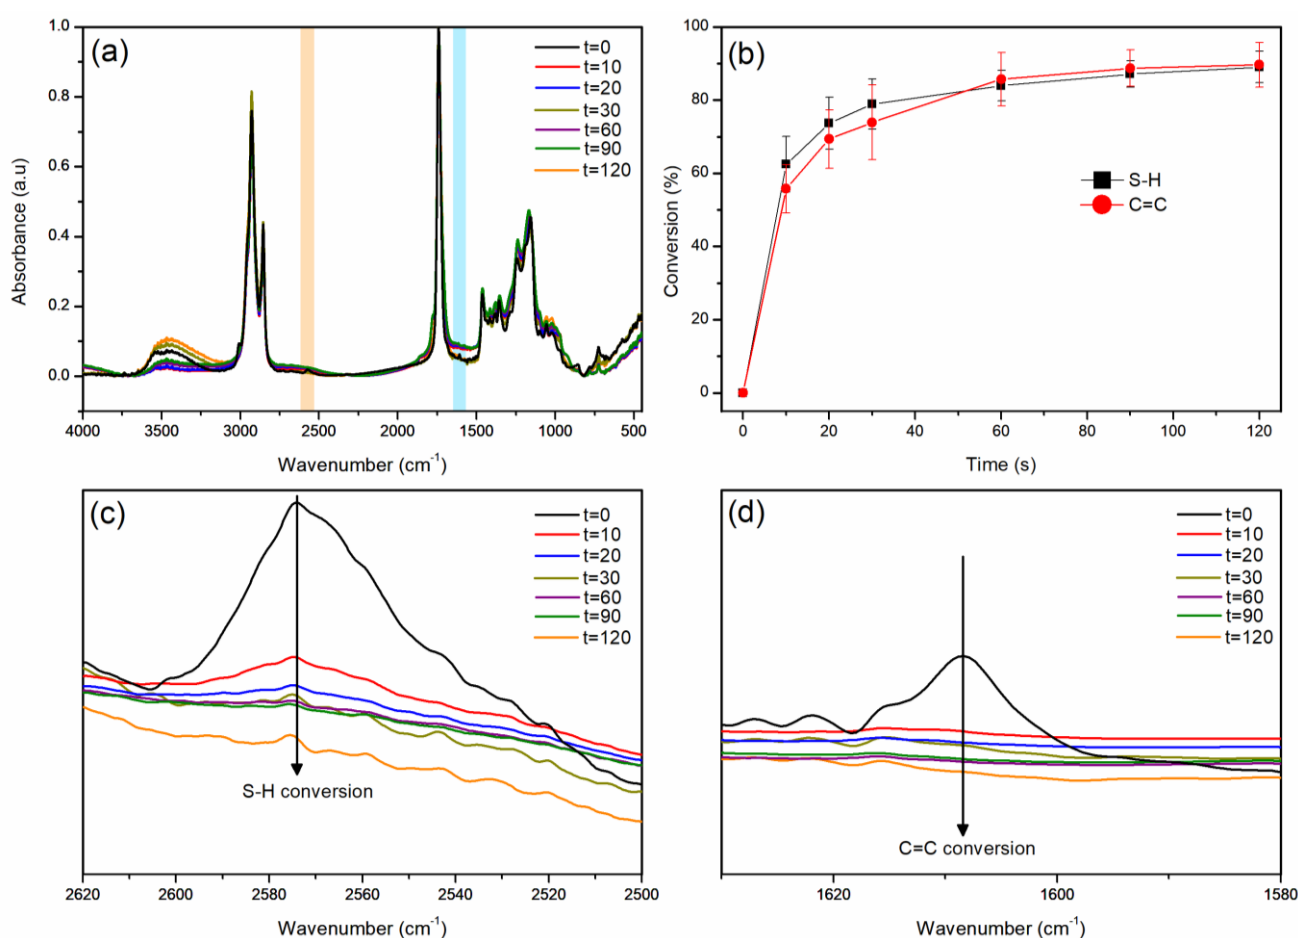 (a)
t=0
t=10
t=20
t=30
t=60
t=90
t=120
1.0
0.8
0.6
0.4
0.2
0.0
Absorbance (a.u)
4000 3500 3000 2500 2000 1500 1000 500
Wavenumber (cm⁻¹)
(b)
100
80
60
40
20
0
Conversion (%)
S-H
C=C
0 20 40 60 80 100 120
Time (s)
(c)
t=0
t=10
t=20
t=30
t=60
t=90
t=120
S-H conversion
2620 2600 2580 2560 2540 2520 2500
Wavenumber (cm⁻¹)
(d)
t=0
t=10
t=20
t=30
t=60
t=90
t=120
C=C conversion
1620 1600 1580
Wavenumber (cm⁻¹)